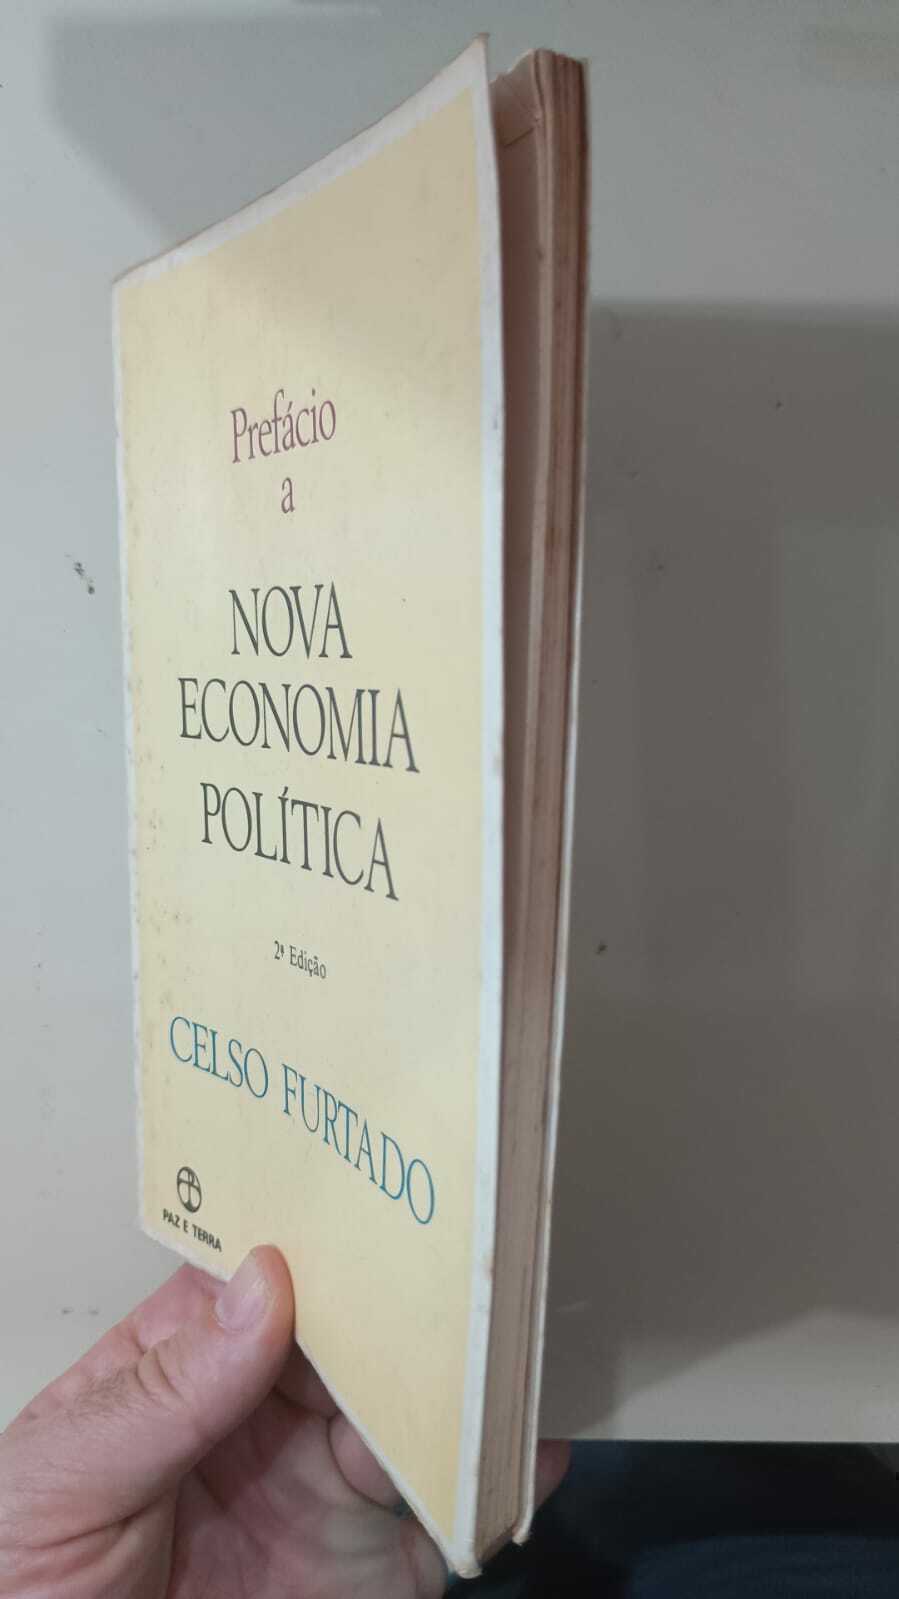 Prefácio
a
NOVA
ECONOMIA
POLÍTICA
2ª Edição
CELSO FURTADO
PAZ E TERRA